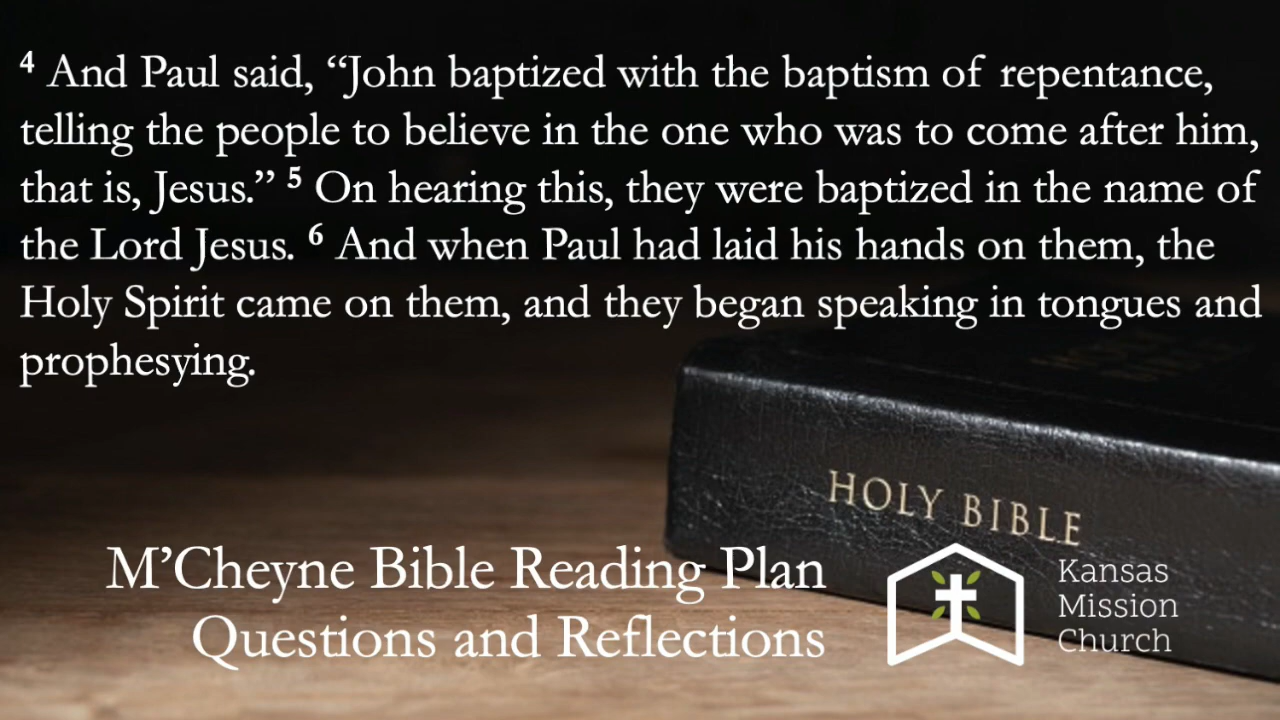 ⁴ And Paul said, “John baptized with the baptism of repentance,
telling the people to believe in the one who was to come after him,
that is, Jesus.” ⁵ On hearing this, they were baptized in the name of
the Lord Jesus. ⁶ And when Paul had laid his hands on them, the
Holy Spirit came on them, and they began speaking in tongues and
prophesying.
HOLY BIBLE
M’Cheyne Bible Reading Plan
Questions and Reflections
Kansas
Mission
Church